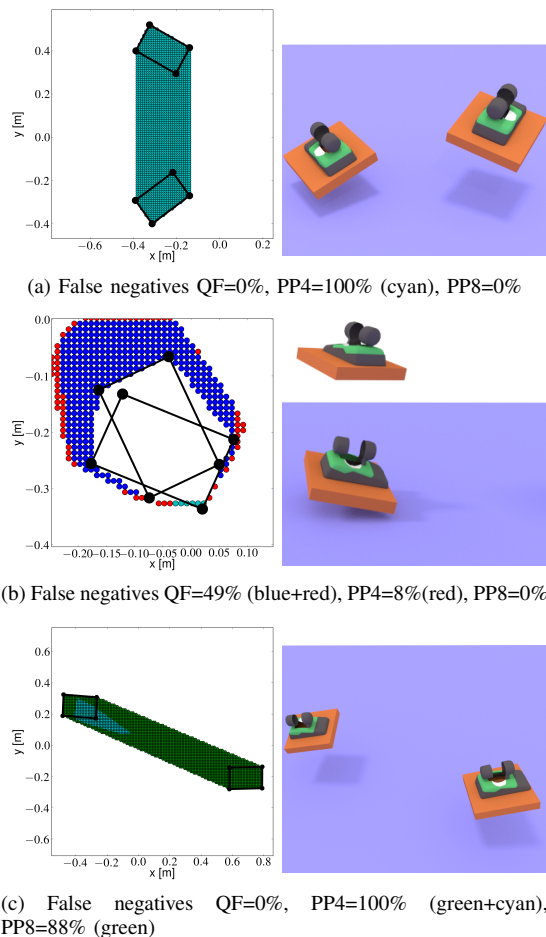 0.4
0.2
0.0
−0.2
−0.4
y [m]
−0.6 −0.4 −0.2 0.0 0.2
x [m]
(a) False negatives QF=0%, PP4=100% (cyan), PP8=0%
0.0
−0.1
−0.2
−0.3
−0.4
y [m]
−0.20 −0.15 −0.10 −0.05 0.00 0.05 0.10
x [m]
(b) False negatives QF=49% (blue+red), PP4=8%(red), PP8=0%
0.6
0.4
0.2
0.0
−0.2
−0.4
−0.6
y [m]
−0.4 −0.2 0.0 0.2 0.4 0.6 0.8
x [m]
(c) False negatives QF=0%, PP4=100% (green+cyan),
PP8=88% (green)